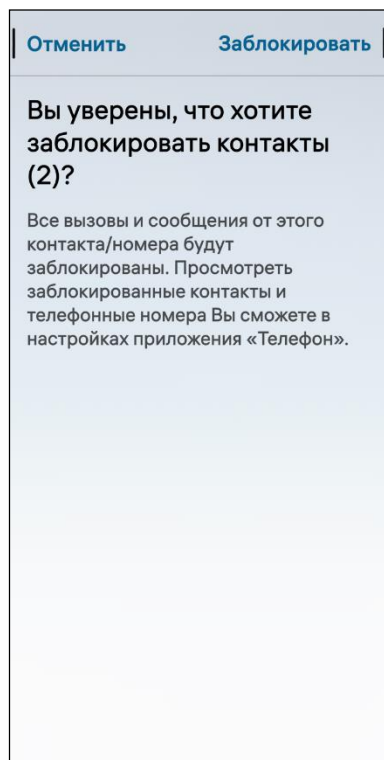 Отменить Заблокировать
Вы уверены, что хотите
заблокировать контакты
(2)?
Все вызовы и сообщения от этого
контакта/номера будут
заблокированы. Просмотреть
заблокированные контакты и
телефонные номера Вы сможете в
настройках приложения «Телефон».